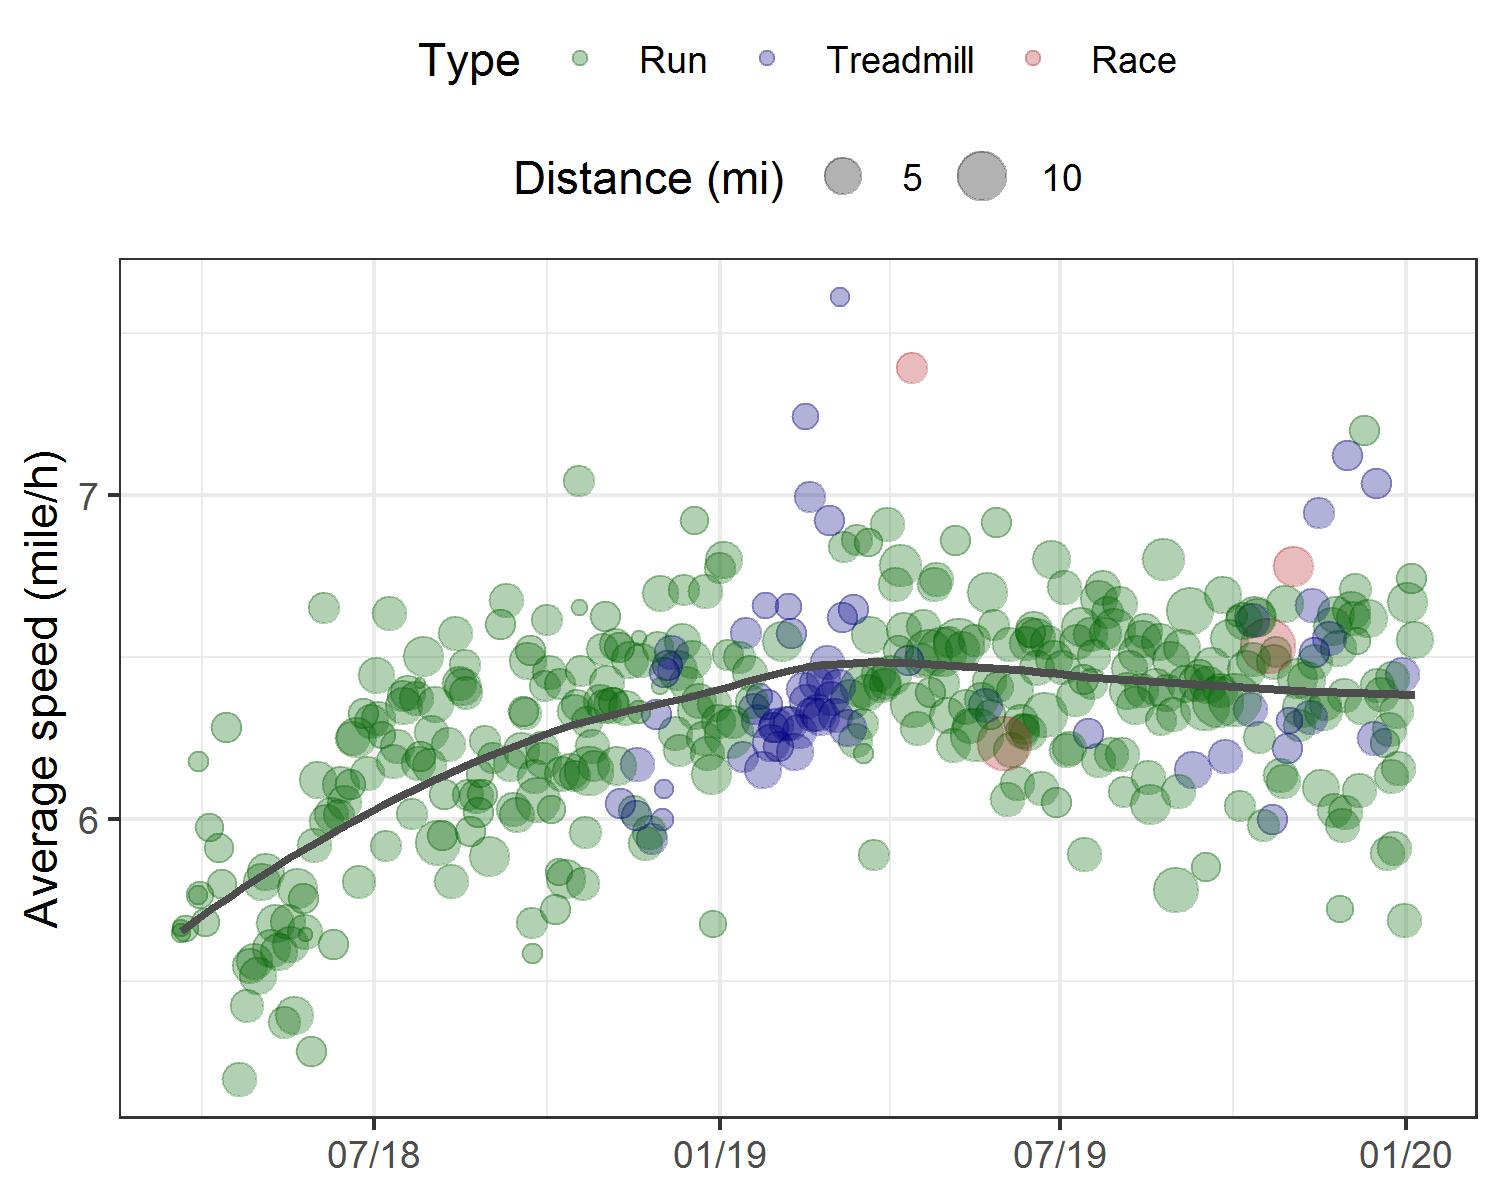 Type Run Treadmill Race
Distance (mi) 5 10
Average speed (mile/h)
7
6
07/18 01/19 07/19 01/20